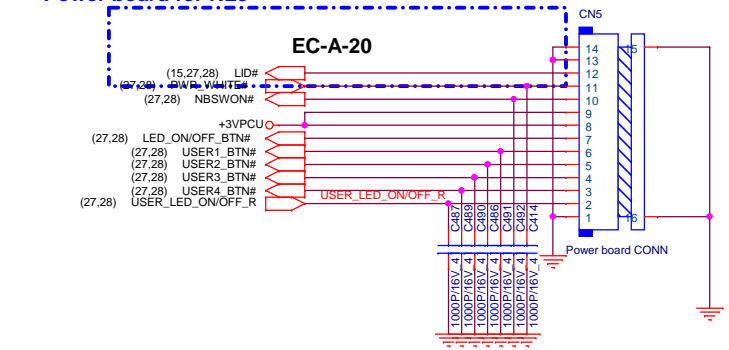 CN5
EC-A-20
14 15
13
(15,27,28) LID# 12
(27,28) PWR_WHITE# 11
(27,28) NBSWON# 10
9
+3VPCU 8
(27,28) LED_ON/OFF_BTN# 7
(27,28) USER1_BTN# 6
(27,28) USER2_BTN# 5
(27,28) USER3_BTN# 4
(27,28) USER4_BTN# 3
(27,28) USER_LED_ON/OFF_R USER_LED_ON/OFF_R 2
1 16
C487
C489
C490
C486
C491
C492
C414
Power board CONN
1000P/16V_4
1000P/16V_4
1000P/16V_4
1000P/16V_4
1000P/16V_4
1000P/16V_4
1000P/16V_4